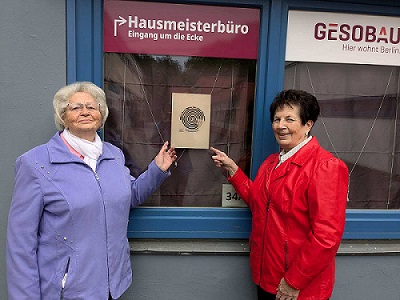 Hausmeisterbüro
Eingang um die Ecke
GESOBAU
Hier wohnt Berlin.